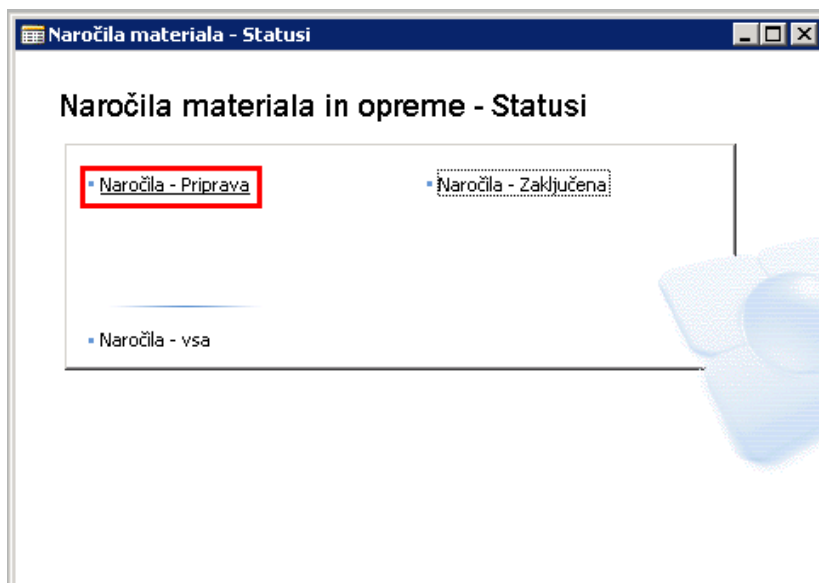 Naročila materiala - Statusi
Naročila materiala in opreme - Statusi
Naročila - Priprava
Naročila - Zaključena
Naročila - vsa